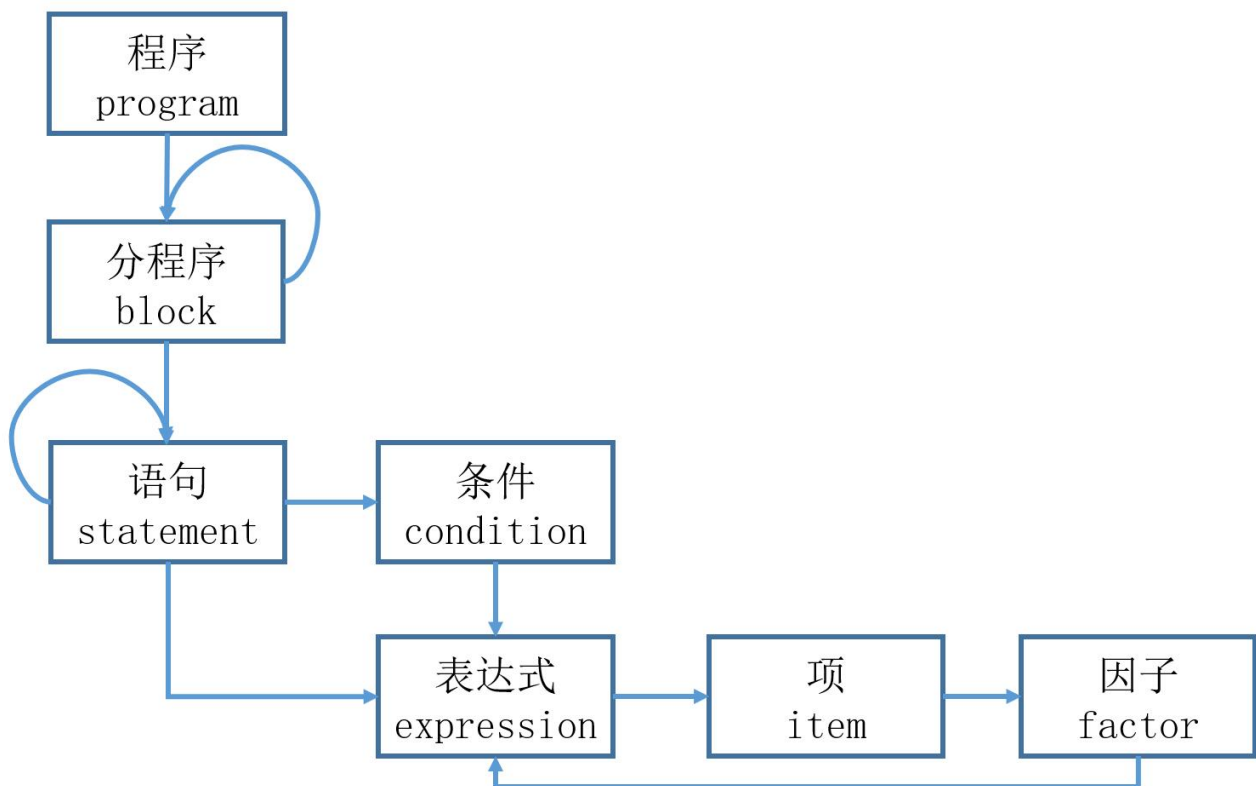 程序
program
分程序
block
语句
statement
条件
condition
表达式
expression
项
item
因子
factor